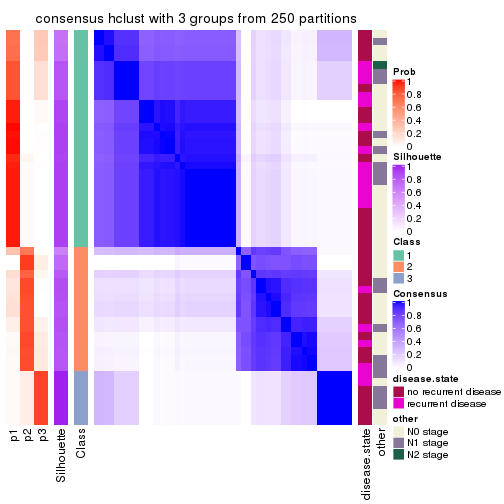 consensus hclust with 3 groups from 250 partitions
Prob
1
0.8
0.6
0.4
0.2
0
Silhouette
1
0.8
0.6
0.4
0.2
0
Class
1
2
3
Consensus
1
0.8
0.6
0.4
0.2
0
disease.state
no recurrent disease
recurrent disease
other
N0 stage
N1 stage
N2 stage
p1
p2
p3
Silhouette
Class
disease.state
other